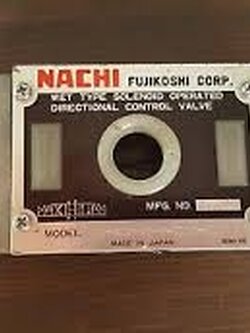 NACHI FUJIKOSHI CORP.
WET TYPE SOLENOID OPERATED
DIRECTIONAL CONTROL VALVE
MFG. NO.
MODEL
MADE IN JAPAN